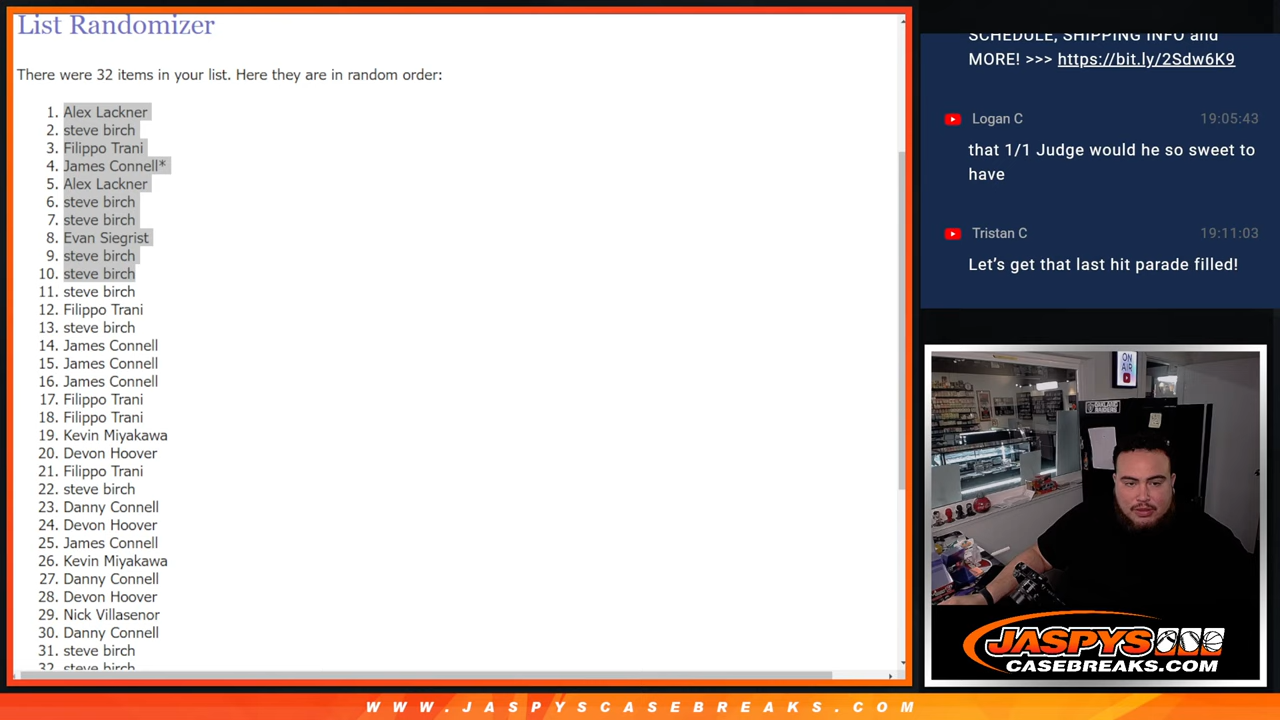 List Randomizer
There were 32 items in your list. Here they are in random order:
1. Alex Lackner
2. steve birch
3. Filippo Trani
4. James Connell*
5. Alex Lackner
6. steve birch
7. steve birch
8. Evan Siegrist
9. steve birch
10. steve birch
11. steve birch
12. Filippo Trani
13. steve birch
14. James Connell
15. James Connell
16. James Connell
17. Filippo Trani
18. Filippo Trani
19. Kevin Miyakawa
20. Devon Hoover
21. Filippo Trani
22. steve birch
23. Danny Connell
24. Devon Hoover
25. James Connell
26. Kevin Miyakawa
27. Danny Connell
28. Devon Hoover
29. Nick Villasenor
30. Danny Connell
31. steve birch
32. steve birch
SCHEDULE, SHIPPING INFO and
MORE! >>> https://bit.ly/2Sdw6K9
Logan C 19:05:43
that 1/1 Judge would he so sweet to
have
Tristan C 19:11:03
Let's get that last hit parade filled!
ON
AIR
JASPYS
CASEBREAKS.COM
WWW.JASPYSCASEBREAKS.COM